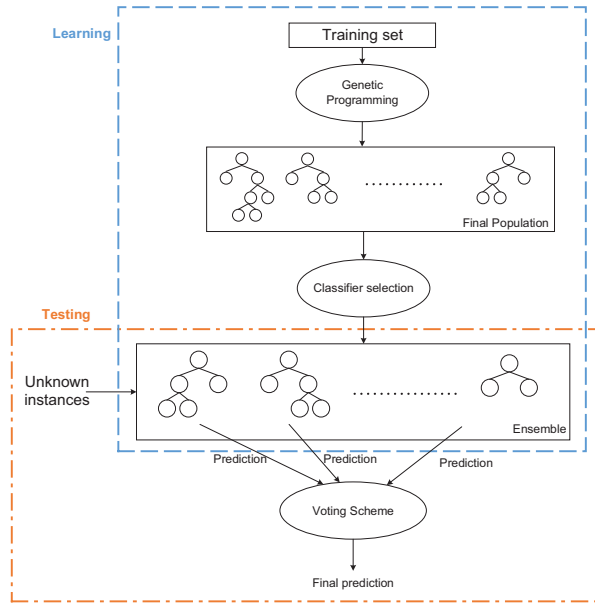 Learning
Training set
Genetic
Programming
Final Population
Classifier selection
Testing
Unknown
instances
Ensemble
Prediction
Prediction
Prediction
Voting Scheme
Final prediction